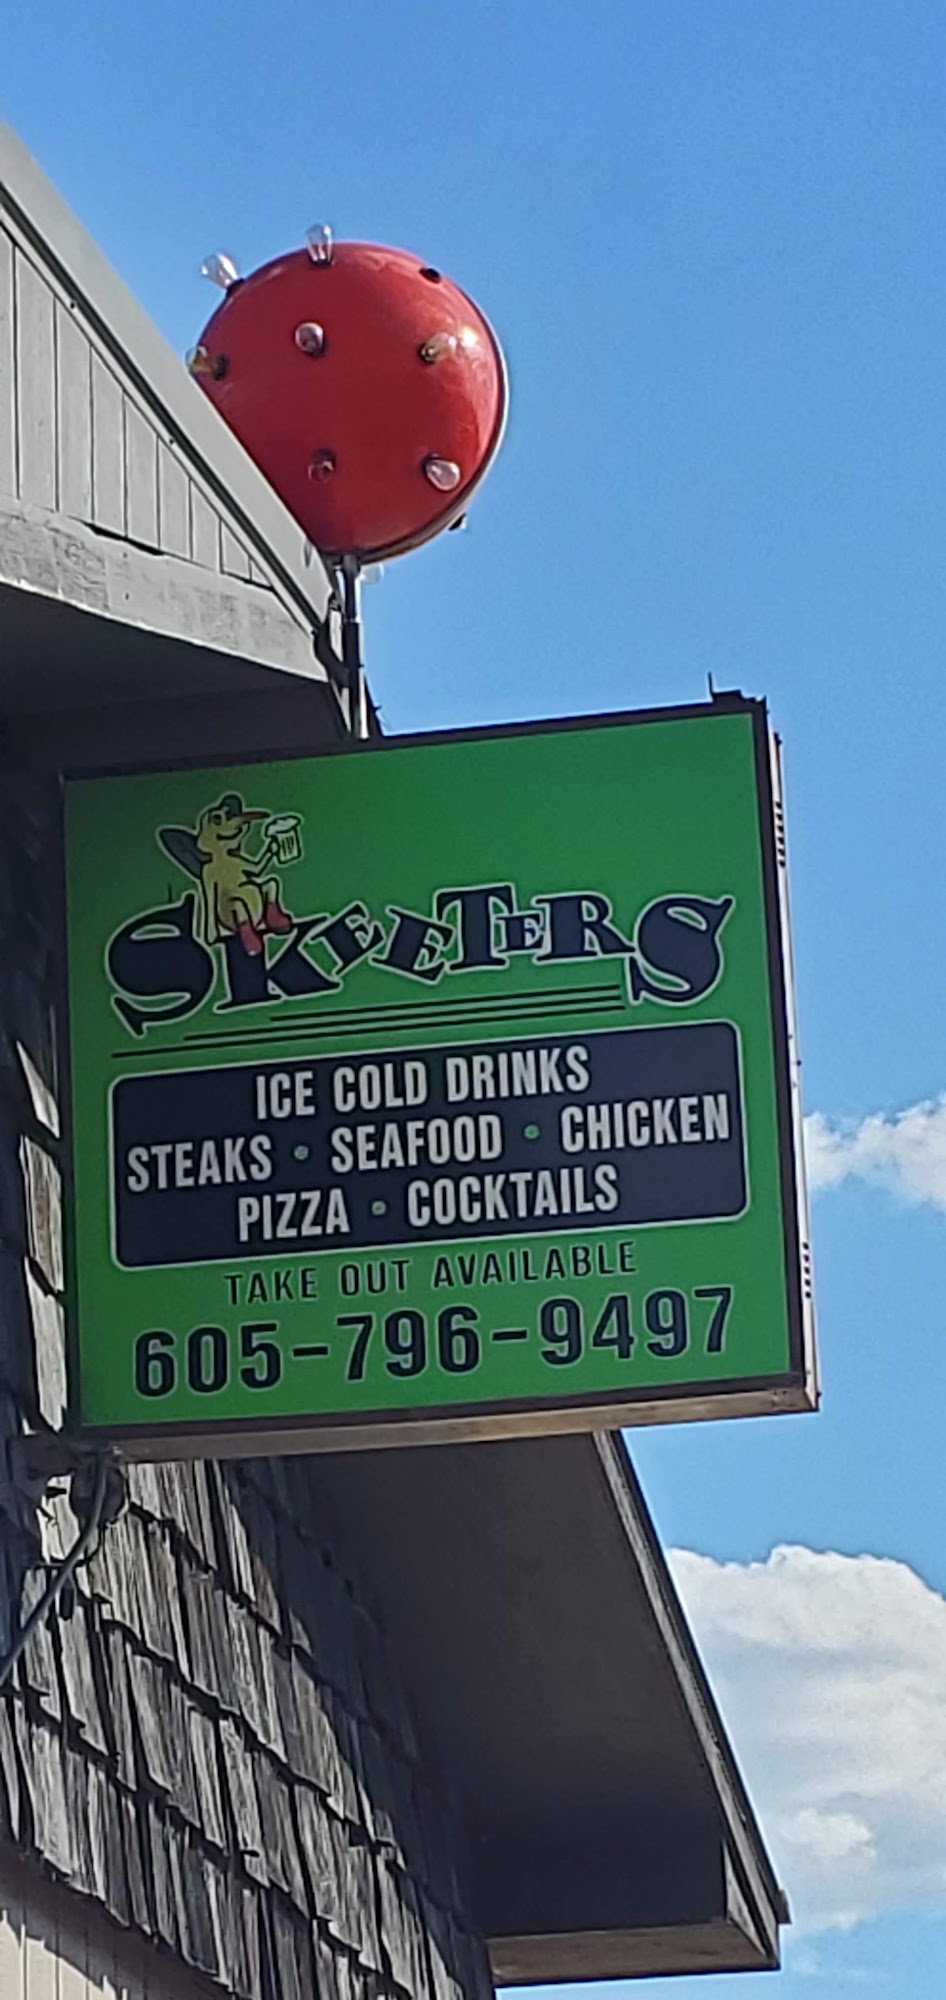 SKEETERS
ICE COLD DRINKS
STEAKS • SEAFOOD • CHICKEN
PIZZA • COCKTAILS
TAKE OUT AVAILABLE
605-796-9497